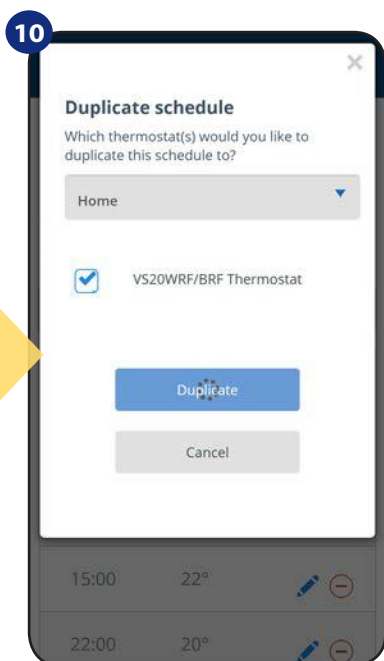 10
×
Duplicate schedule
Which thermostat(s) would you like to
duplicate this schedule to?
Home
VS20WRF/BRF Thermostat
Duplicate
Cancel
15:00 22°
22:00 20°